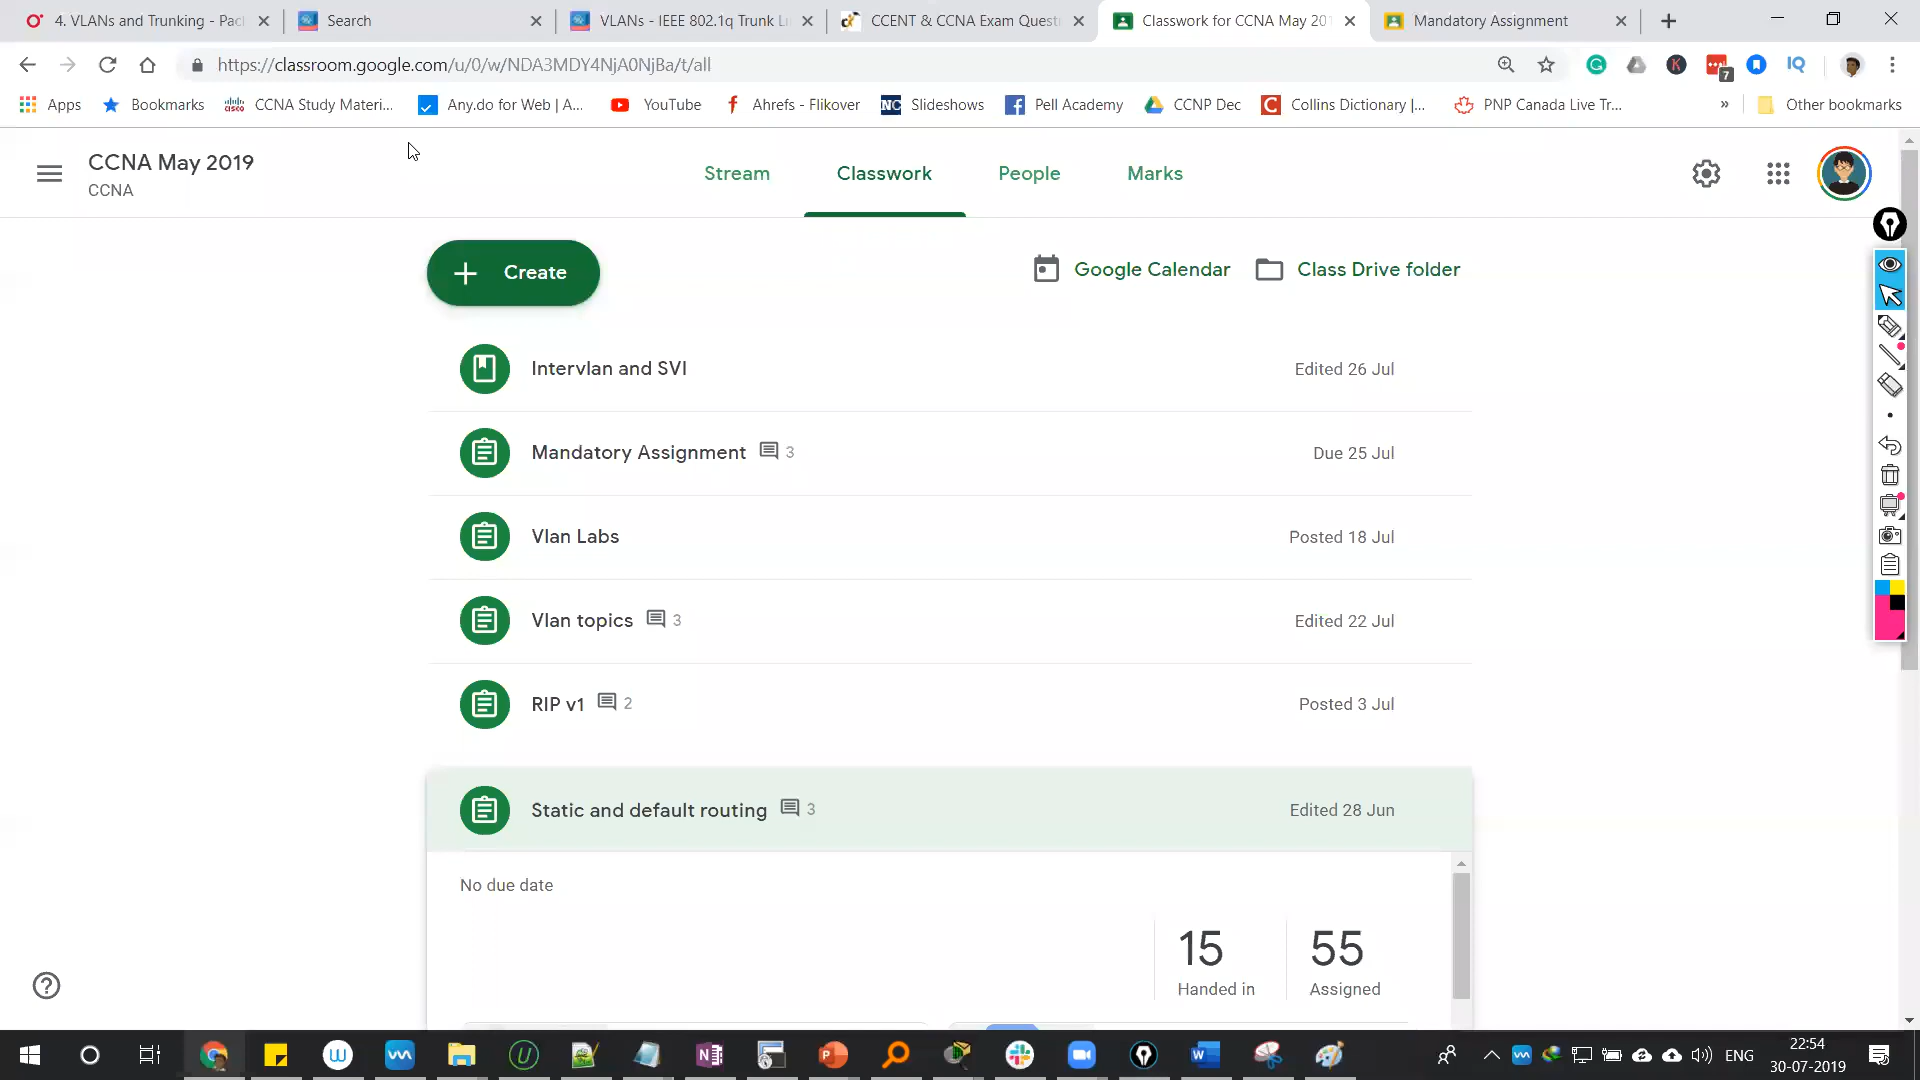 4. VLANs and Trunking - Pac
Search
VLANs - IEEE 802.1q Trunk Li
CCENT & CCNA Exam Questi
Classwork for CCNA May 201
Mandatory Assignment
https://classroom.google.com/u/0/w/NDA3MDY4NjA0NjBa/t/all
7
IQ
Apps
Bookmarks
CCNA Study Materi...
Any.do for Web | A...
YouTube
Ahrefs - Flikover
NC
Slideshows
Pell Academy
CCNP Dec
Collins Dictionary |...
PNP Canada Live Tr...
»
Other bookmarks
CCNA May 2019
CCNA
Stream
Classwork
People
Marks
Create
Google Calendar
Class Drive folder
Intervlan and SVI
Edited 26 Jul
Mandatory Assignment 3
Due 25 Jul
Vlan Labs
Posted 18 Jul
Vlan topics 3
Edited 22 Jul
RIP v1 2
Posted 3 Jul
Static and default routing 3
Edited 28 Jun
No due date
15
55
Handed in
Assigned
ENG
22:54
30-07-2019